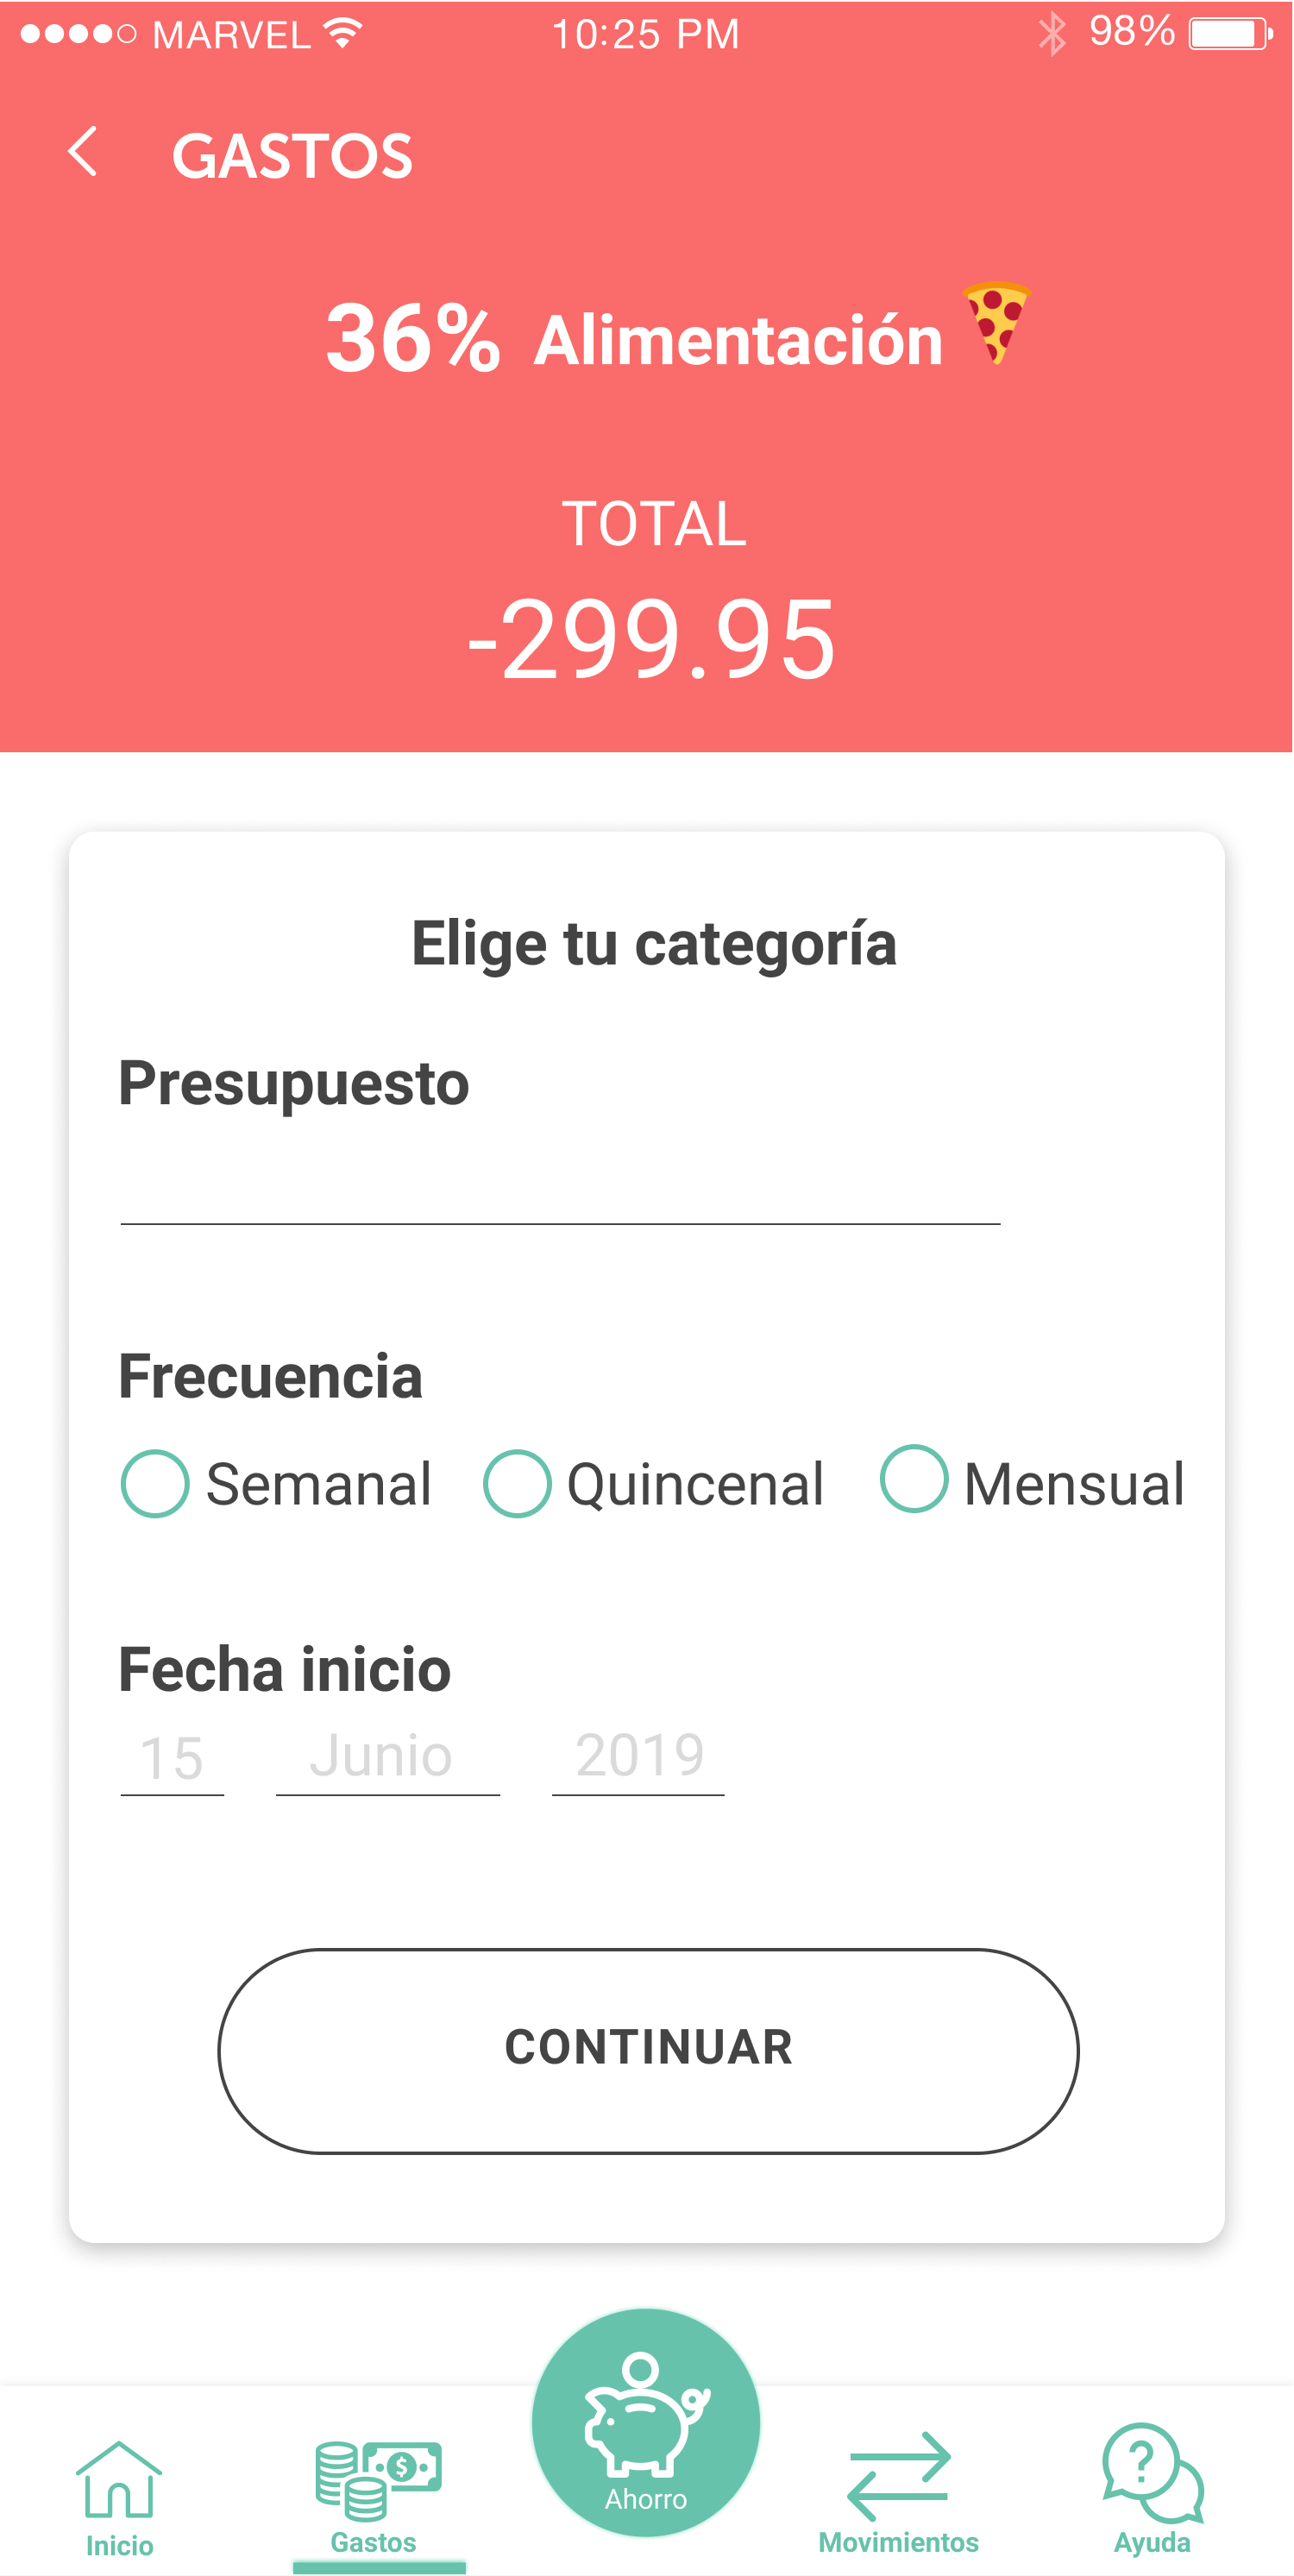 MARVEL 10:25 PM 98%
GASTOS
36% Alimentación
TOTAL
-299.95
Elige tu categoría
Presupuesto
Frecuencia
Semanal Quincenal Mensual
Fecha inicio
15 Junio 2019
CONTINUAR
Inicio Gastos Ahorro Movimientos Ayuda